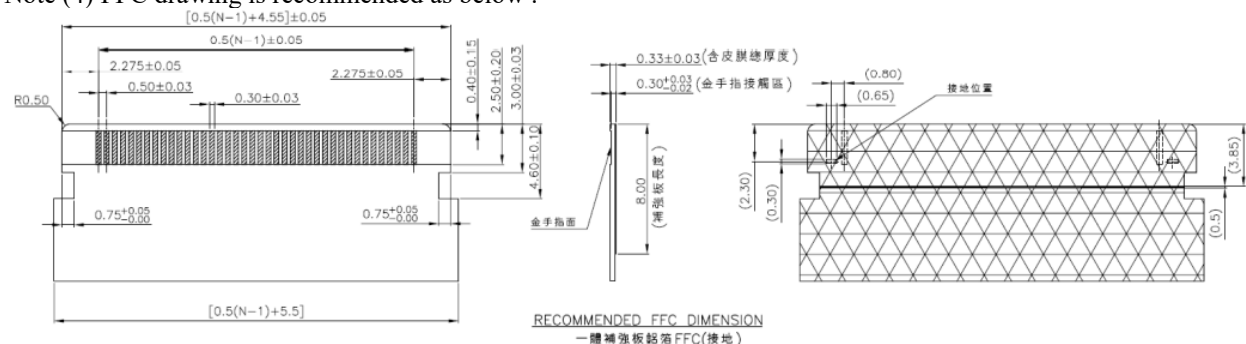 Note (4) FFC drawing is recommended as below :
[0.5(N-1)+4.55]±0.05
0.5(N-1)±0.05
2.275±0.05
2.275±0.05
0.50±0.03
0.30±0.03
R0.50
0.40±0.15
2.50±0.20
3.00±0.03
4.60±0.10
0.75+0.05-0.00
0.75+0.05-0.00
[0.5(N-1)+5.5]
0.33±0.03(含皮膜總厚度)
0.30+0.03-0.02(金手指接觸區)
8.00
(補強板長度)
金手指面
(0.80)
(0.65)
接地位置
(2.30)
(0.30)
(3.85)
(0.5)
RECOMMENDED FFC DIMENSION
一體補強板鋁箔FFC(接地)